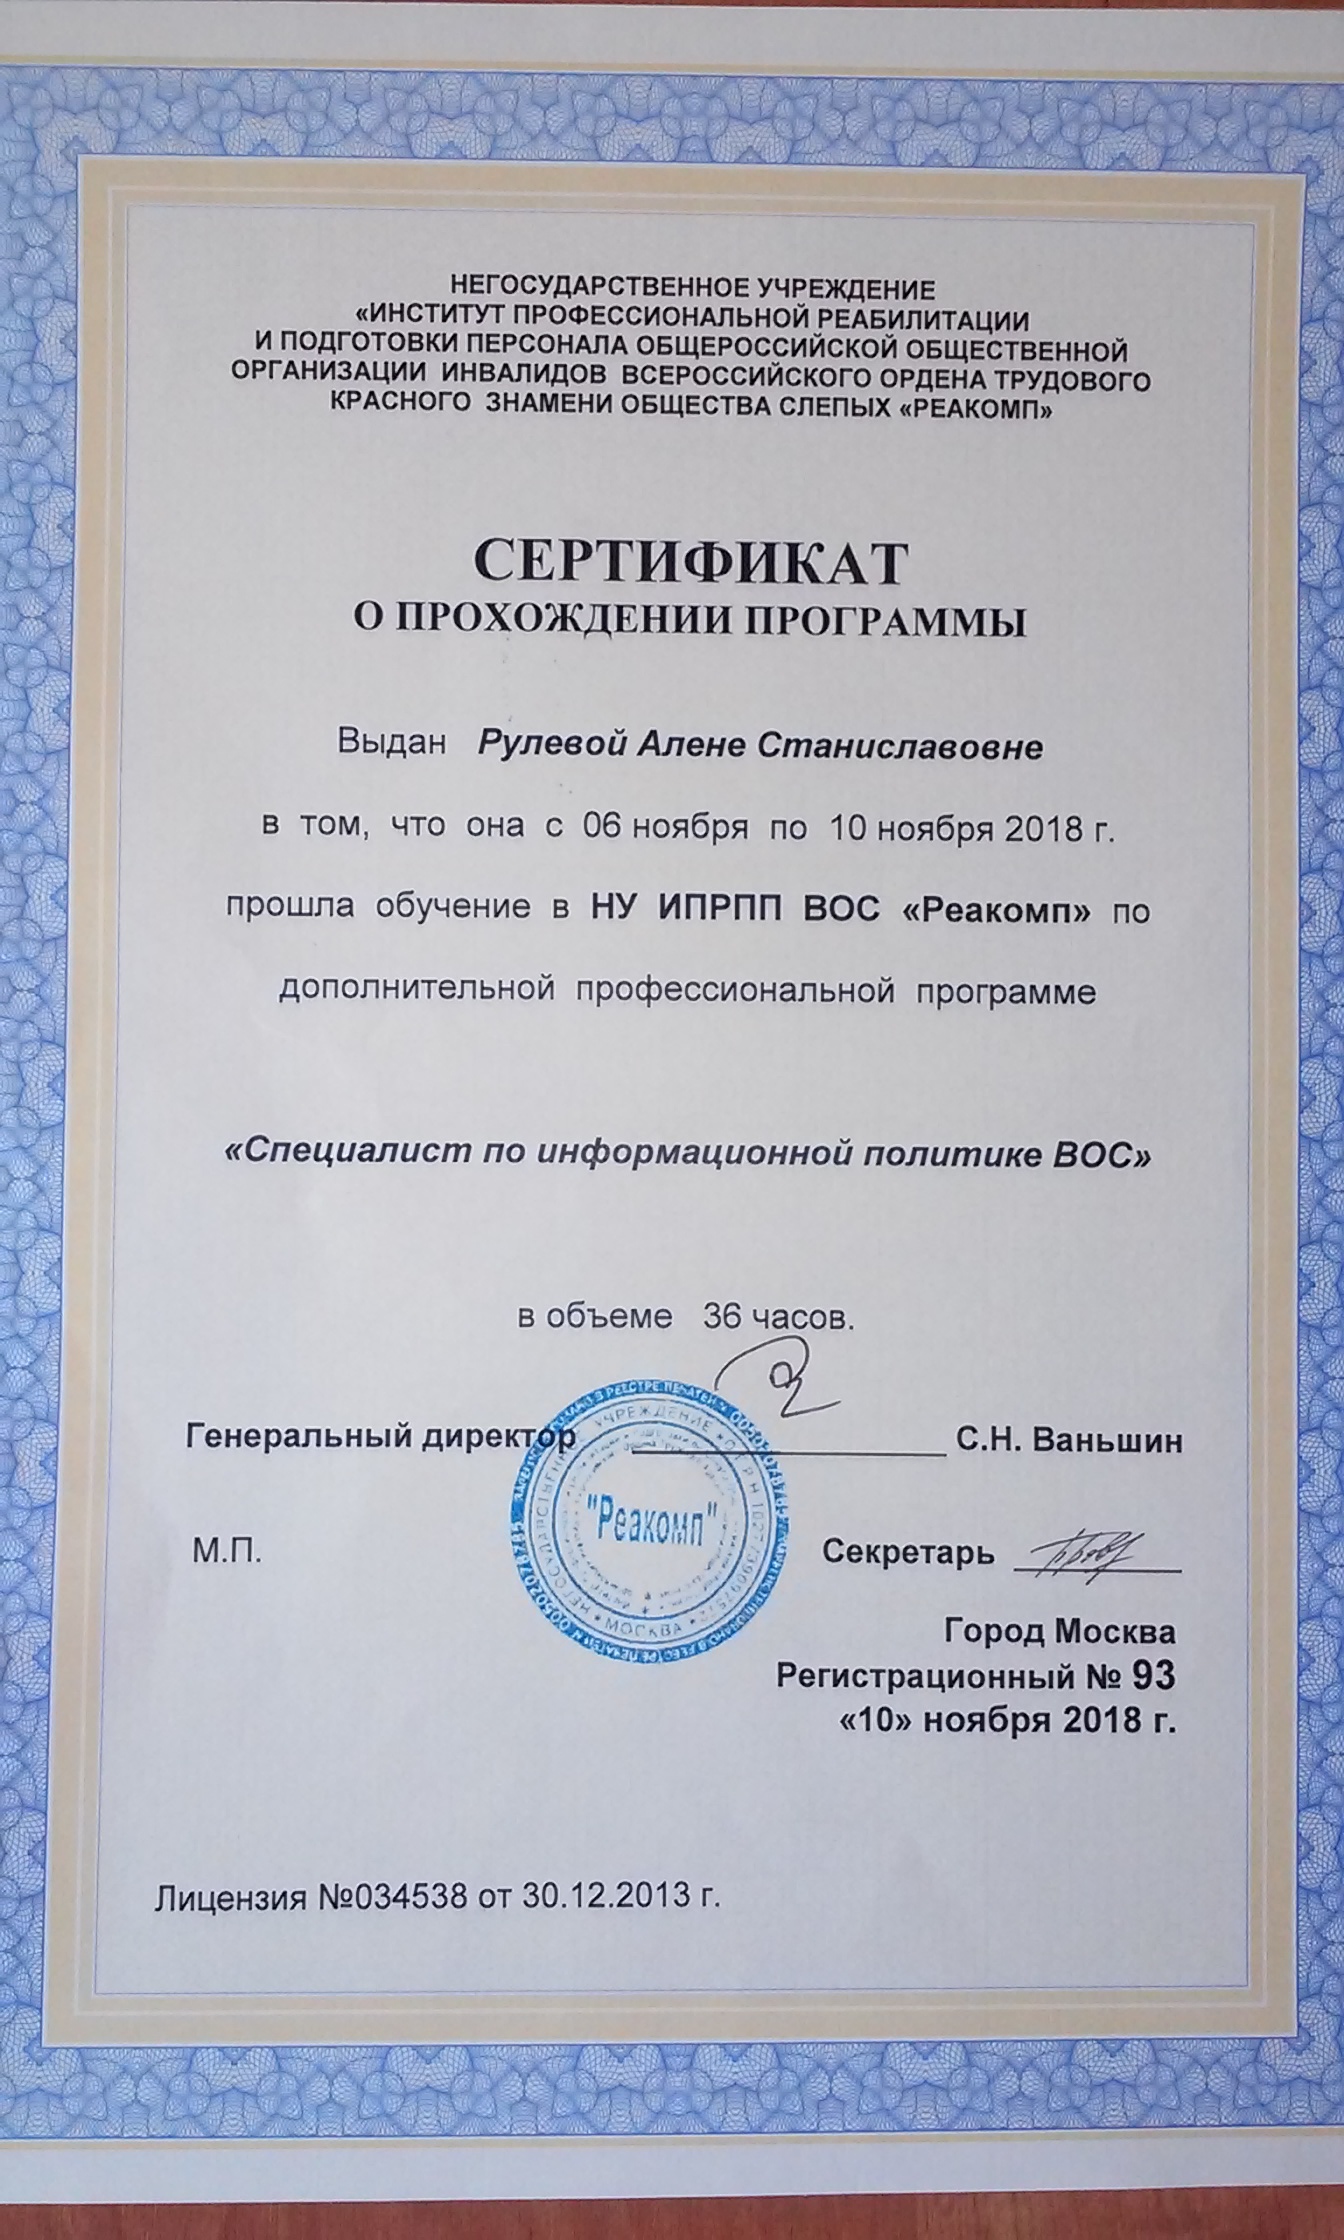 НЕГОСУДАРСТВЕННОЕ УЧРЕЖДЕНИЕ
«ИНСТИТУТ ПРОФЕССИОНАЛЬНОЙ РЕАБИЛИТАЦИИ
И ПОДГОТОВКИ ПЕРСОНАЛА ОБЩЕРОССИЙСКОЙ ОБЩЕСТВЕННОЙ
ОРГАНИЗАЦИИ ИНВАЛИДОВ ВСЕРОССИЙСКОГО ОРДЕНА ТРУДОВОГО
КРАСНОГО ЗНАМЕНИ ОБЩЕСТВА СЛЕПЫХ «РЕАКОМП»
СЕРТИФИКАТ
О ПРОХОЖДЕНИИ ПРОГРАММЫ
Выдан Рулевой Алене Станиславовне
в том, что она с 06 ноября по 10 ноября 2018 г.
прошла обучение в НУ ИПРПП ВОС «Реакомп» по
дополнительной профессиональной программе
«Специалист по информационной политике ВОС»
в объеме 36 часов.
Генеральный директор С.Н. Ваньшин
"Реакомп"
МОСКВА
М.П. Секретарь
Город Москва
Регистрационный № 93
«10» ноября 2018 г.
Лицензия №034538 от 30.12.2013 г.